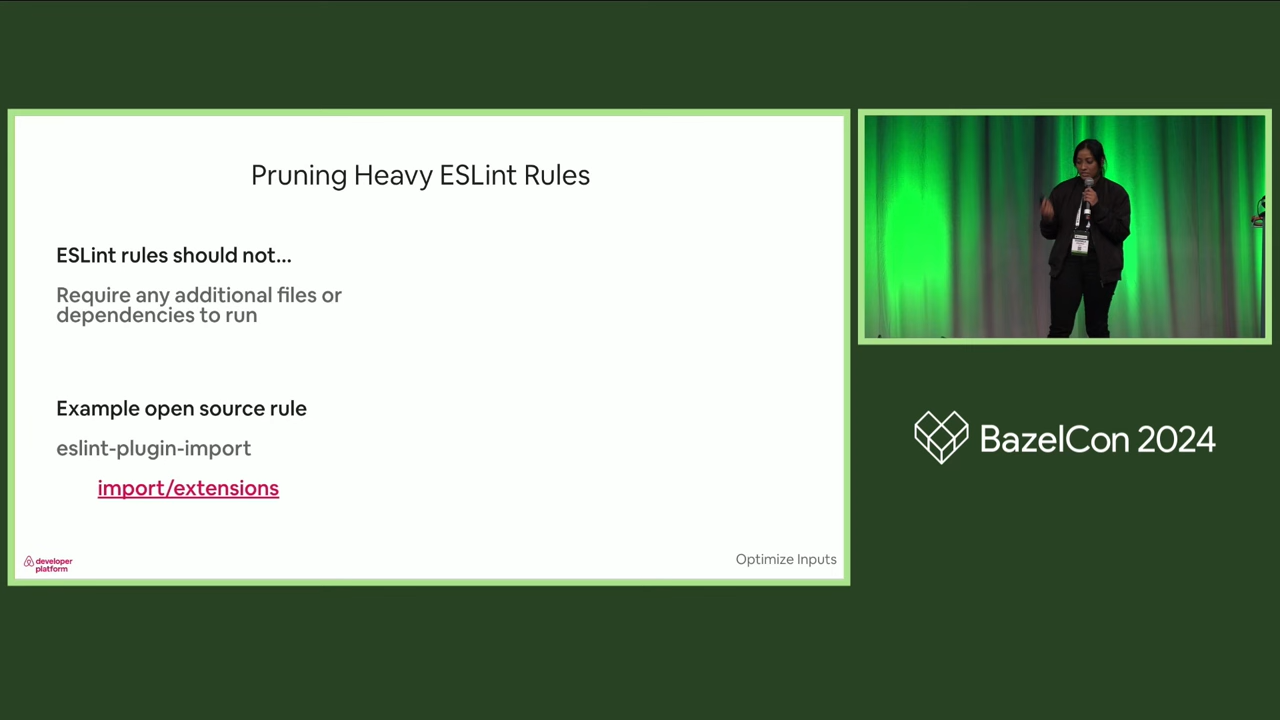 Pruning Heavy ESLint Rules
ESLint rules should not...
Require any additional files or
dependencies to run
Example open source rule
eslint-plugin-import
import/extensions
developer
platform
Optimize Inputs
BazelCon 2024